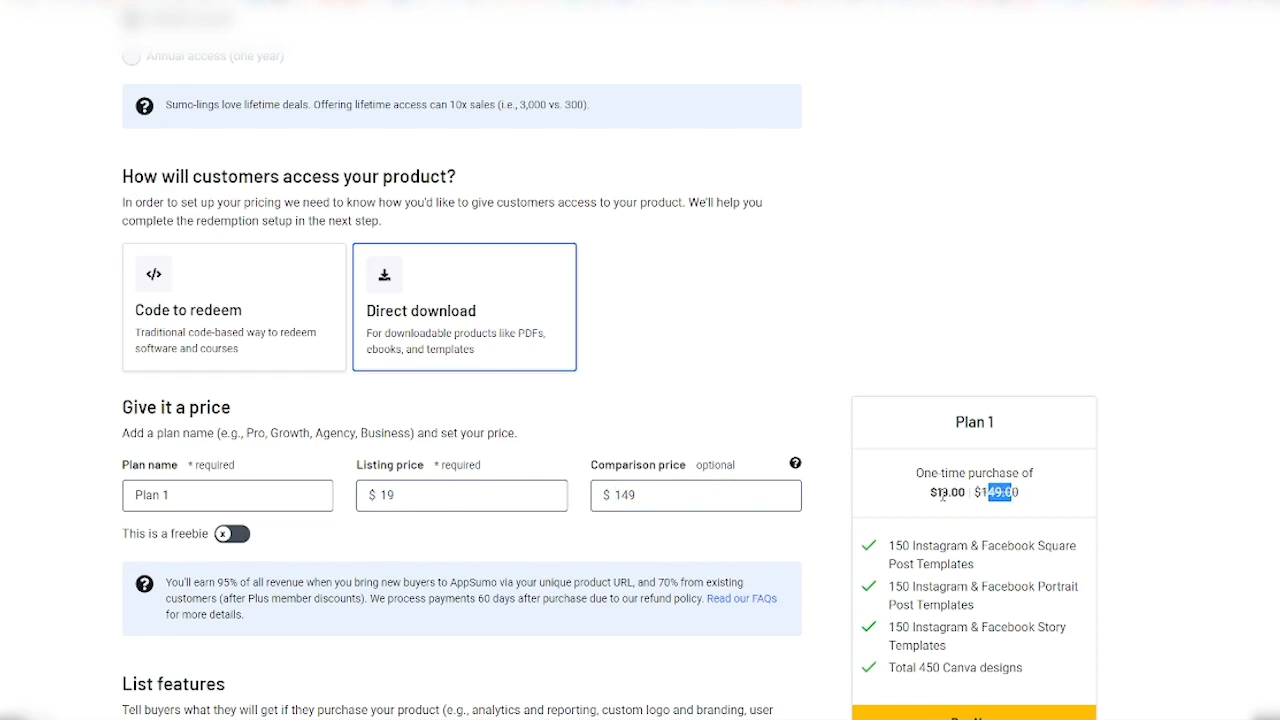 Annual access (one year)
Sumo-lings love lifetime deals. Offering lifetime access can 10x sales (i.e., 3,000 vs. 300).
How will customers access your product?
In order to set up your pricing we need to know how you'd like to give customers access to your product. We'll help you
complete the redemption setup in the next step.
</>
Code to redeem
Traditional code-based way to redeem
software and courses
Direct download
For downloadable products like PDFs,
ebooks, and templates
Give it a price
Add a plan name (e.g., Pro, Growth, Agency, Business) and set your price.
Plan name * required
Listing price * required
Comparison price optional
Plan 1
$ 19
$ 149
This is a freebie
You'll earn 95% of all revenue when you bring new buyers to AppSumo via your unique product URL, and 70% from existing
customers (after Plus member discounts). We process payments 60 days after purchase due to our refund policy. Read our FAQs
for more details.
List features
Tell buyers what they will get if they purchase your product (e.g., analytics and reporting, custom logo and branding, user
Plan 1
One-time purchase of
$19.00 $149.00
150 Instagram & Facebook Square
Post Templates
150 Instagram & Facebook Portrait
Post Templates
150 Instagram & Facebook Story
Templates
Total 450 Canva designs